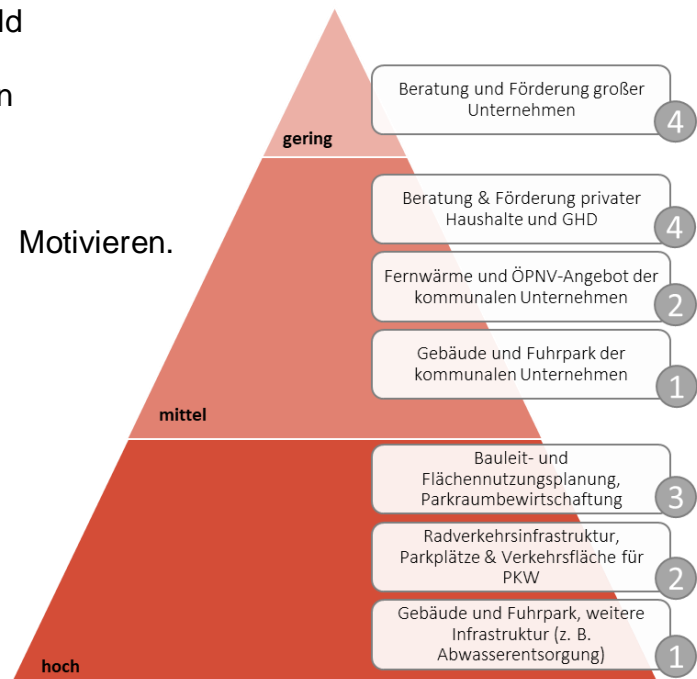 ld
n
Motivieren.
gering
Beratung und Förderung großer
Unternehmen
4
Beratung & Förderung privater
Haushalte und GHD
4
Fernwärme und ÖPNV-Angebot der
kommunalen Unternehmen
2
Gebäude und Fuhrpark der
kommunalen Unternehmen
1
mittel
Bauleit- und
Flächennutzungsplanung,
Parkraumbewirtschaftung
3
Radverkehrsinfrastruktur,
Parkplätze & Verkehrsfläche für
PKW
2
Gebäude und Fuhrpark, weitere
Infrastruktur (z. B.
Abwasserentsorgung)
1
hoch